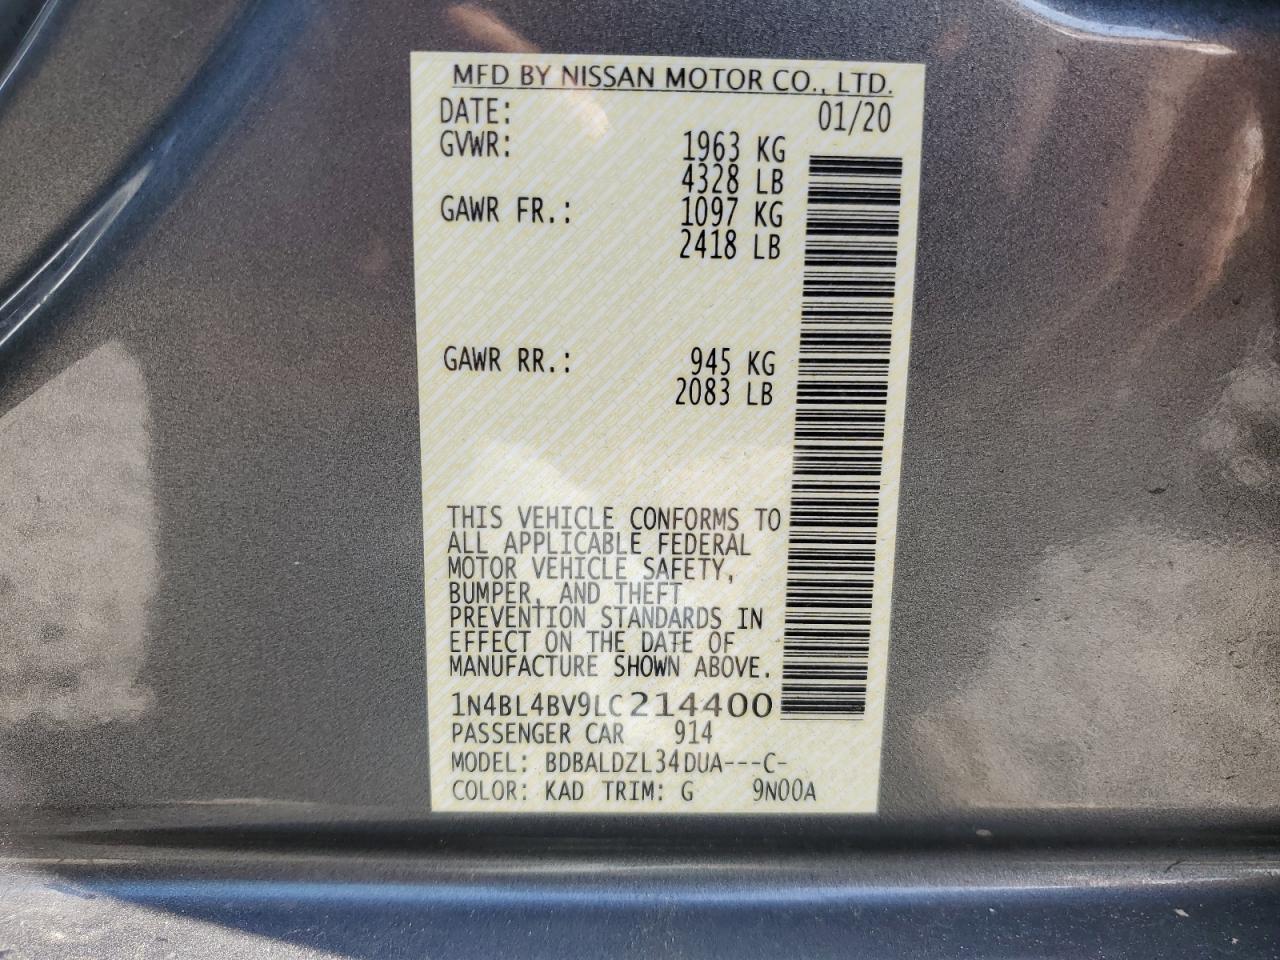 MFD BY NISSAN MOTOR CO., LTD.
DATE: 01/20
GVWR: 1963 KG
4328 LB
GAWR FR.: 1097 KG
2418 LB
GAWR RR.: 945 KG
2083 LB
THIS VEHICLE CONFORMS TO
ALL APPLICABLE FEDERAL
MOTOR VEHICLE SAFETY,
BUMPER, AND THEFT
PREVENTION STANDARDS IN
EFFECT ON THE DATE OF
MANUFACTURE SHOWN ABOVE.
1N4BL4BV9LC214400
PASSENGER CAR 914
MODEL: BDBALDZL34DUA---C-
COLOR: KAD TRIM: G 9N00A